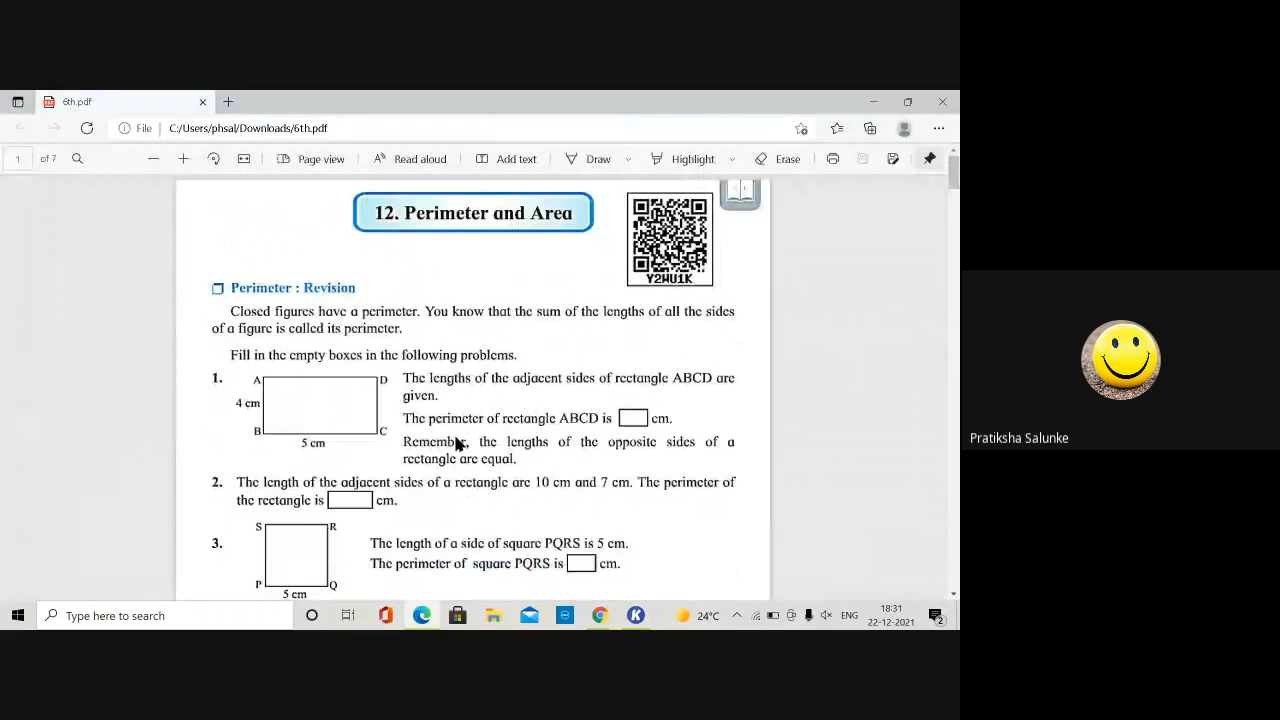 6th.pdf
File
C:/Users/phsal/Downloads/6th.pdf
1 of 7
Page view
Read aloud
Add text
Draw
Highlight
Erase
12. Perimeter and Area
Y2WU1K
Perimeter : Revision
Closed figures have a perimeter. You know that the sum of the lengths of all the sides
of a figure is called its perimeter.
Fill in the empty boxes in the following problems.
1.
A D
4 cm
B C
5 cm
The lengths of the adjacent sides of rectangle ABCD are
given.
The perimeter of rectangle ABCD is cm.
Remember, the lengths of the opposite sides of a
rectangle are equal.
2. The length of the adjacent sides of a rectangle are 10 cm and 7 cm. The perimeter of
the rectangle is cm.
3.
S R
P Q
5 cm
The length of a side of square PQRS is 5 cm.
The perimeter of square PQRS is cm.
Type here to search
24°C
ENG
18:31
22-12-2021
2
Pratiksha Salunke